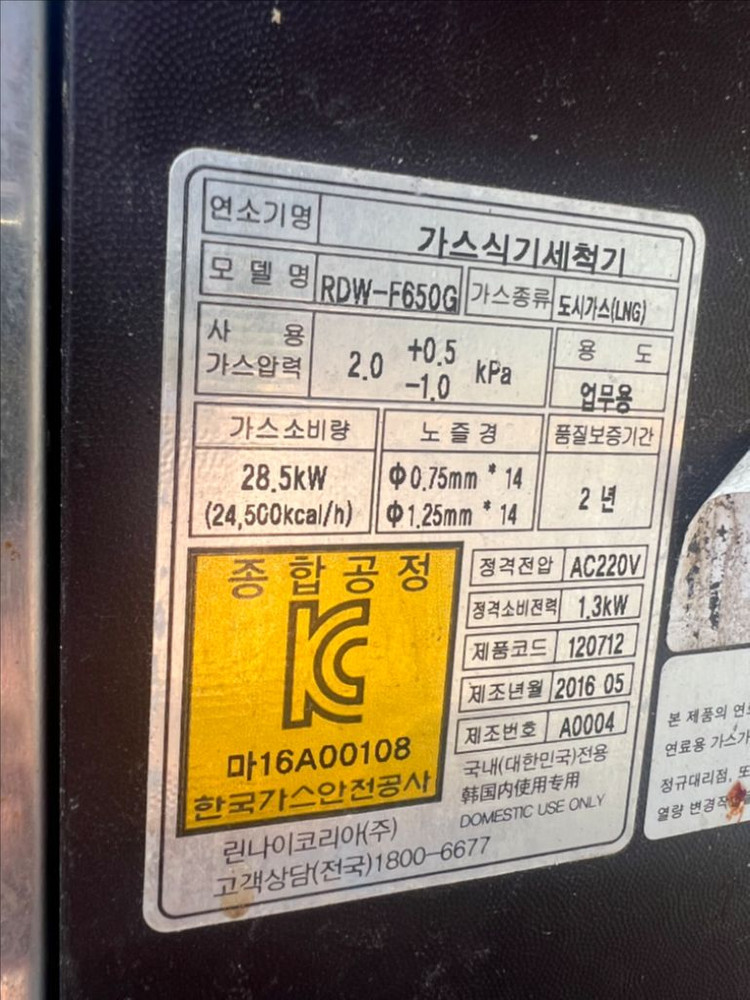 연소기명 가스식기세척기
모델명 RDW-F650G 가스종류 도시가스(LNG)
사용가스압력 2.0 +0.5 -1.0 kPa 용도 업무용
가스소비량 노즐경 품질보증기간
28.5kW Φ0.75mm * 14 2 년
(24,500kcal/h) Φ1.25mm * 14
종합공정
KC
마16A00108
한국가스안전공사
정격전압 AC220V
정격소비전력 1.3kW
제품코드 120712
제조년월 2016 05
제조번호 A0004
국내(대한민국)전용
韩国内使用专用
DOMESTIC USE ONLY
린나이코리아(주)
고객상담(전국)1800-6677
본 제품의
연료용 가스가
정규대리점,
열량